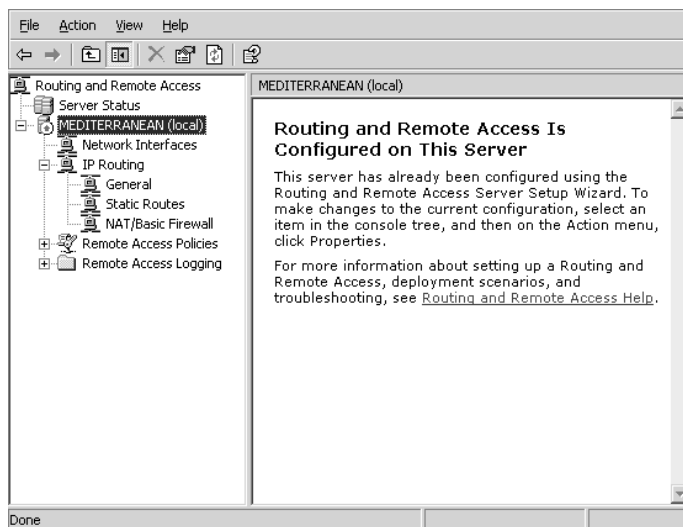 File Action View Help
Routing and Remote Access
Server Status
MEDITERRANEAN (local)
Network Interfaces
IP Routing
General
Static Routes
NAT/Basic Firewall
Remote Access Policies
Remote Access Logging
MEDITERRANEAN (local)
Routing and Remote Access Is
Configured on This Server
This server has already been configured using the
Routing and Remote Access Server Setup Wizard. To
make changes to the current configuration, select an
item in the console tree, and then on the Action menu,
click Properties.
For more information about setting up a Routing and
Remote Access, deployment scenarios, and
troubleshooting, see Routing and Remote Access Help.
Done